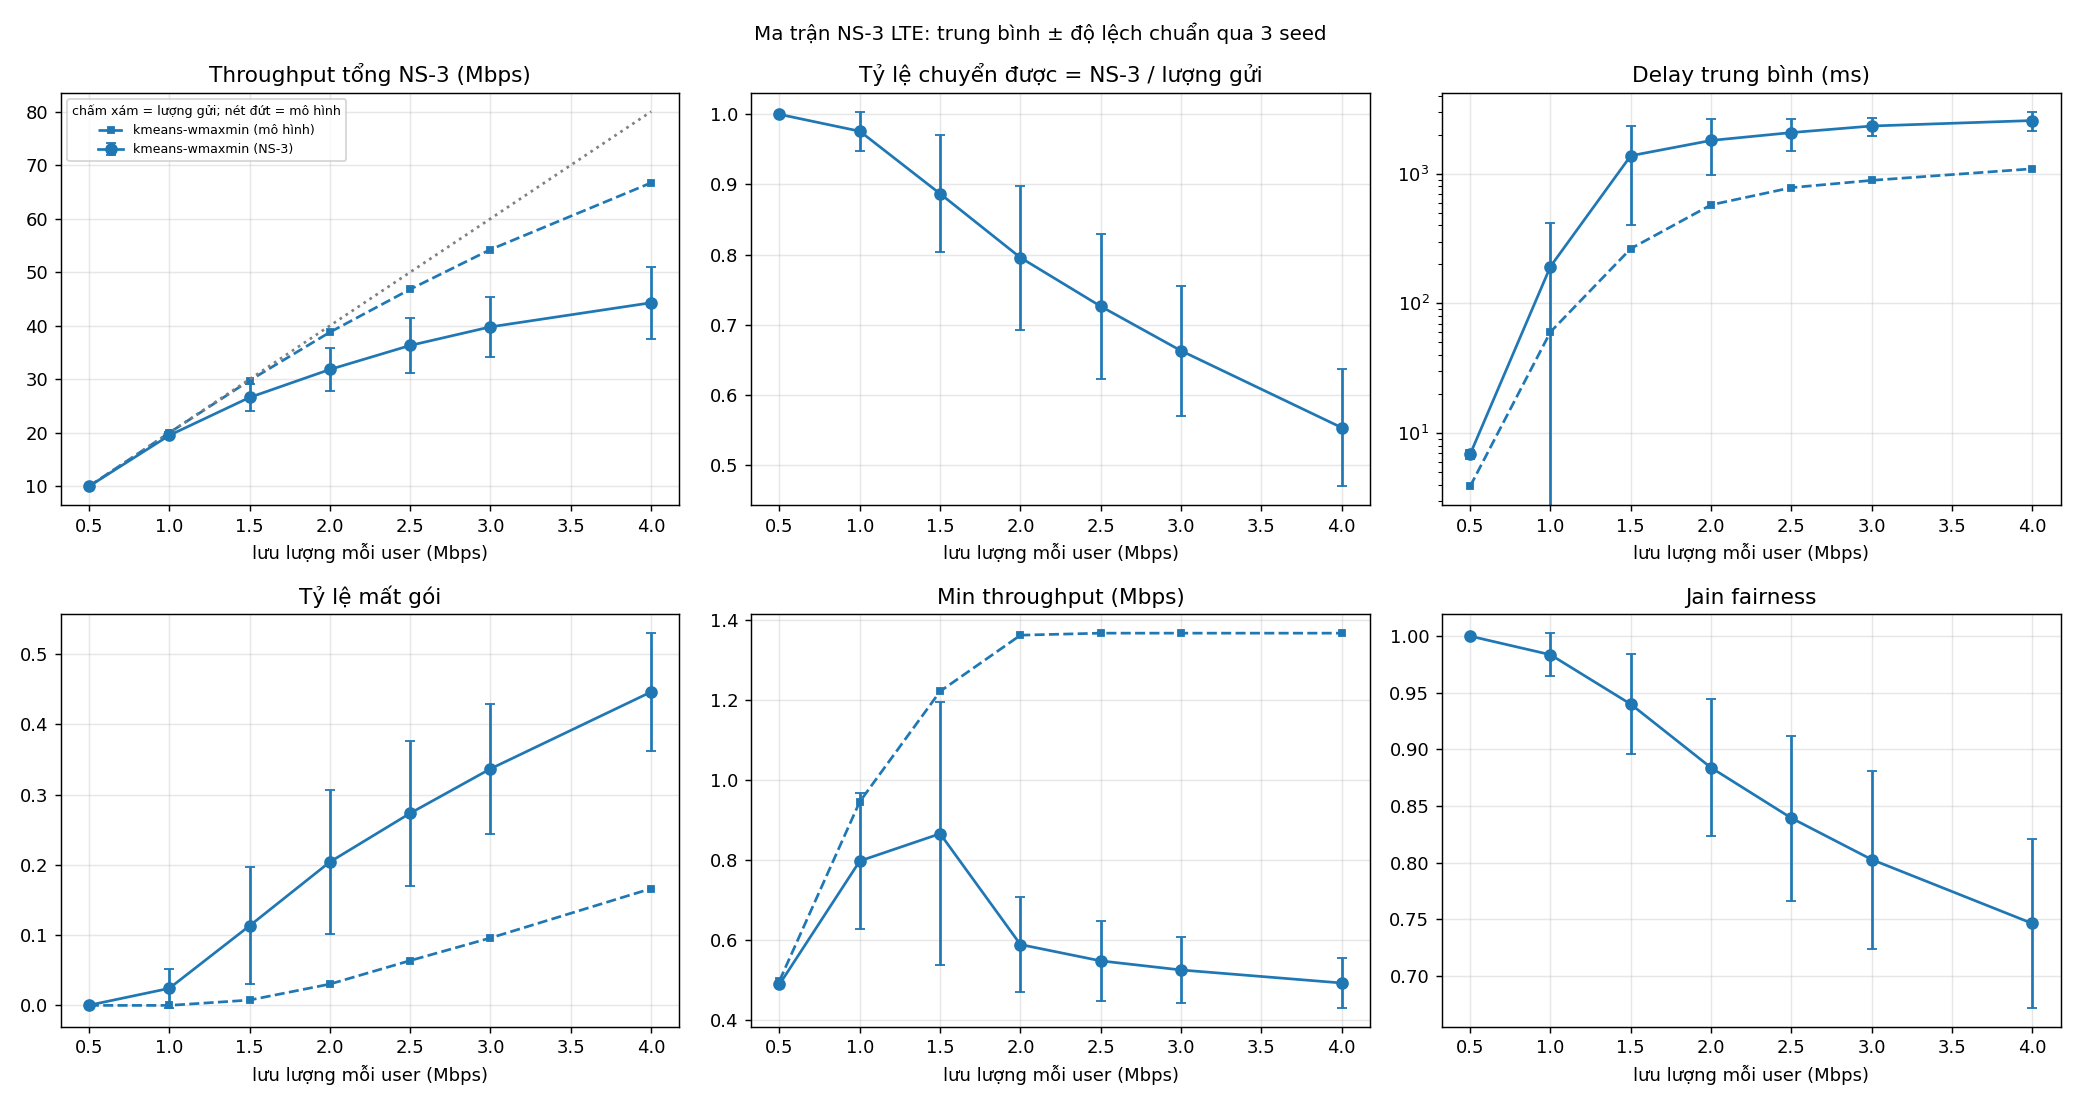 Ma trận NS-3 LTE: trung bình ± độ lệch chuẩn qua 3 seed
Throughput tổng NS-3 (Mbps)
chấm xám = lượng gửi; nét đứt = mô hình
kmeans-wmaxmin (mô hình)
kmeans-wmaxmin (NS-3)
80
70
60
50
40
30
20
10
0.5 1.0 1.5 2.0 2.5 3.0 3.5 4.0
lưu lượng mỗi user (Mbps)
Tỷ lệ chuyển được = NS-3 / lượng gửi
1.0
0.9
0.8
0.7
0.6
0.5
0.5 1.0 1.5 2.0 2.5 3.0 3.5 4.0
lưu lượng mỗi user (Mbps)
Delay trung bình (ms)
10³
10²
10¹
0.5 1.0 1.5 2.0 2.5 3.0 3.5 4.0
lưu lượng mỗi user (Mbps)
Tỷ lệ mất gói
0.5
0.4
0.3
0.2
0.1
0.0
0.5 1.0 1.5 2.0 2.5 3.0 3.5 4.0
lưu lượng mỗi user (Mbps)
Min throughput (Mbps)
1.4
1.2
1.0
0.8
0.6
0.4
0.5 1.0 1.5 2.0 2.5 3.0 3.5 4.0
lưu lượng mỗi user (Mbps)
Jain fairness
1.00
0.95
0.90
0.85
0.80
0.75
0.70
0.5 1.0 1.5 2.0 2.5 3.0 3.5 4.0
lưu lượng mỗi user (Mbps)